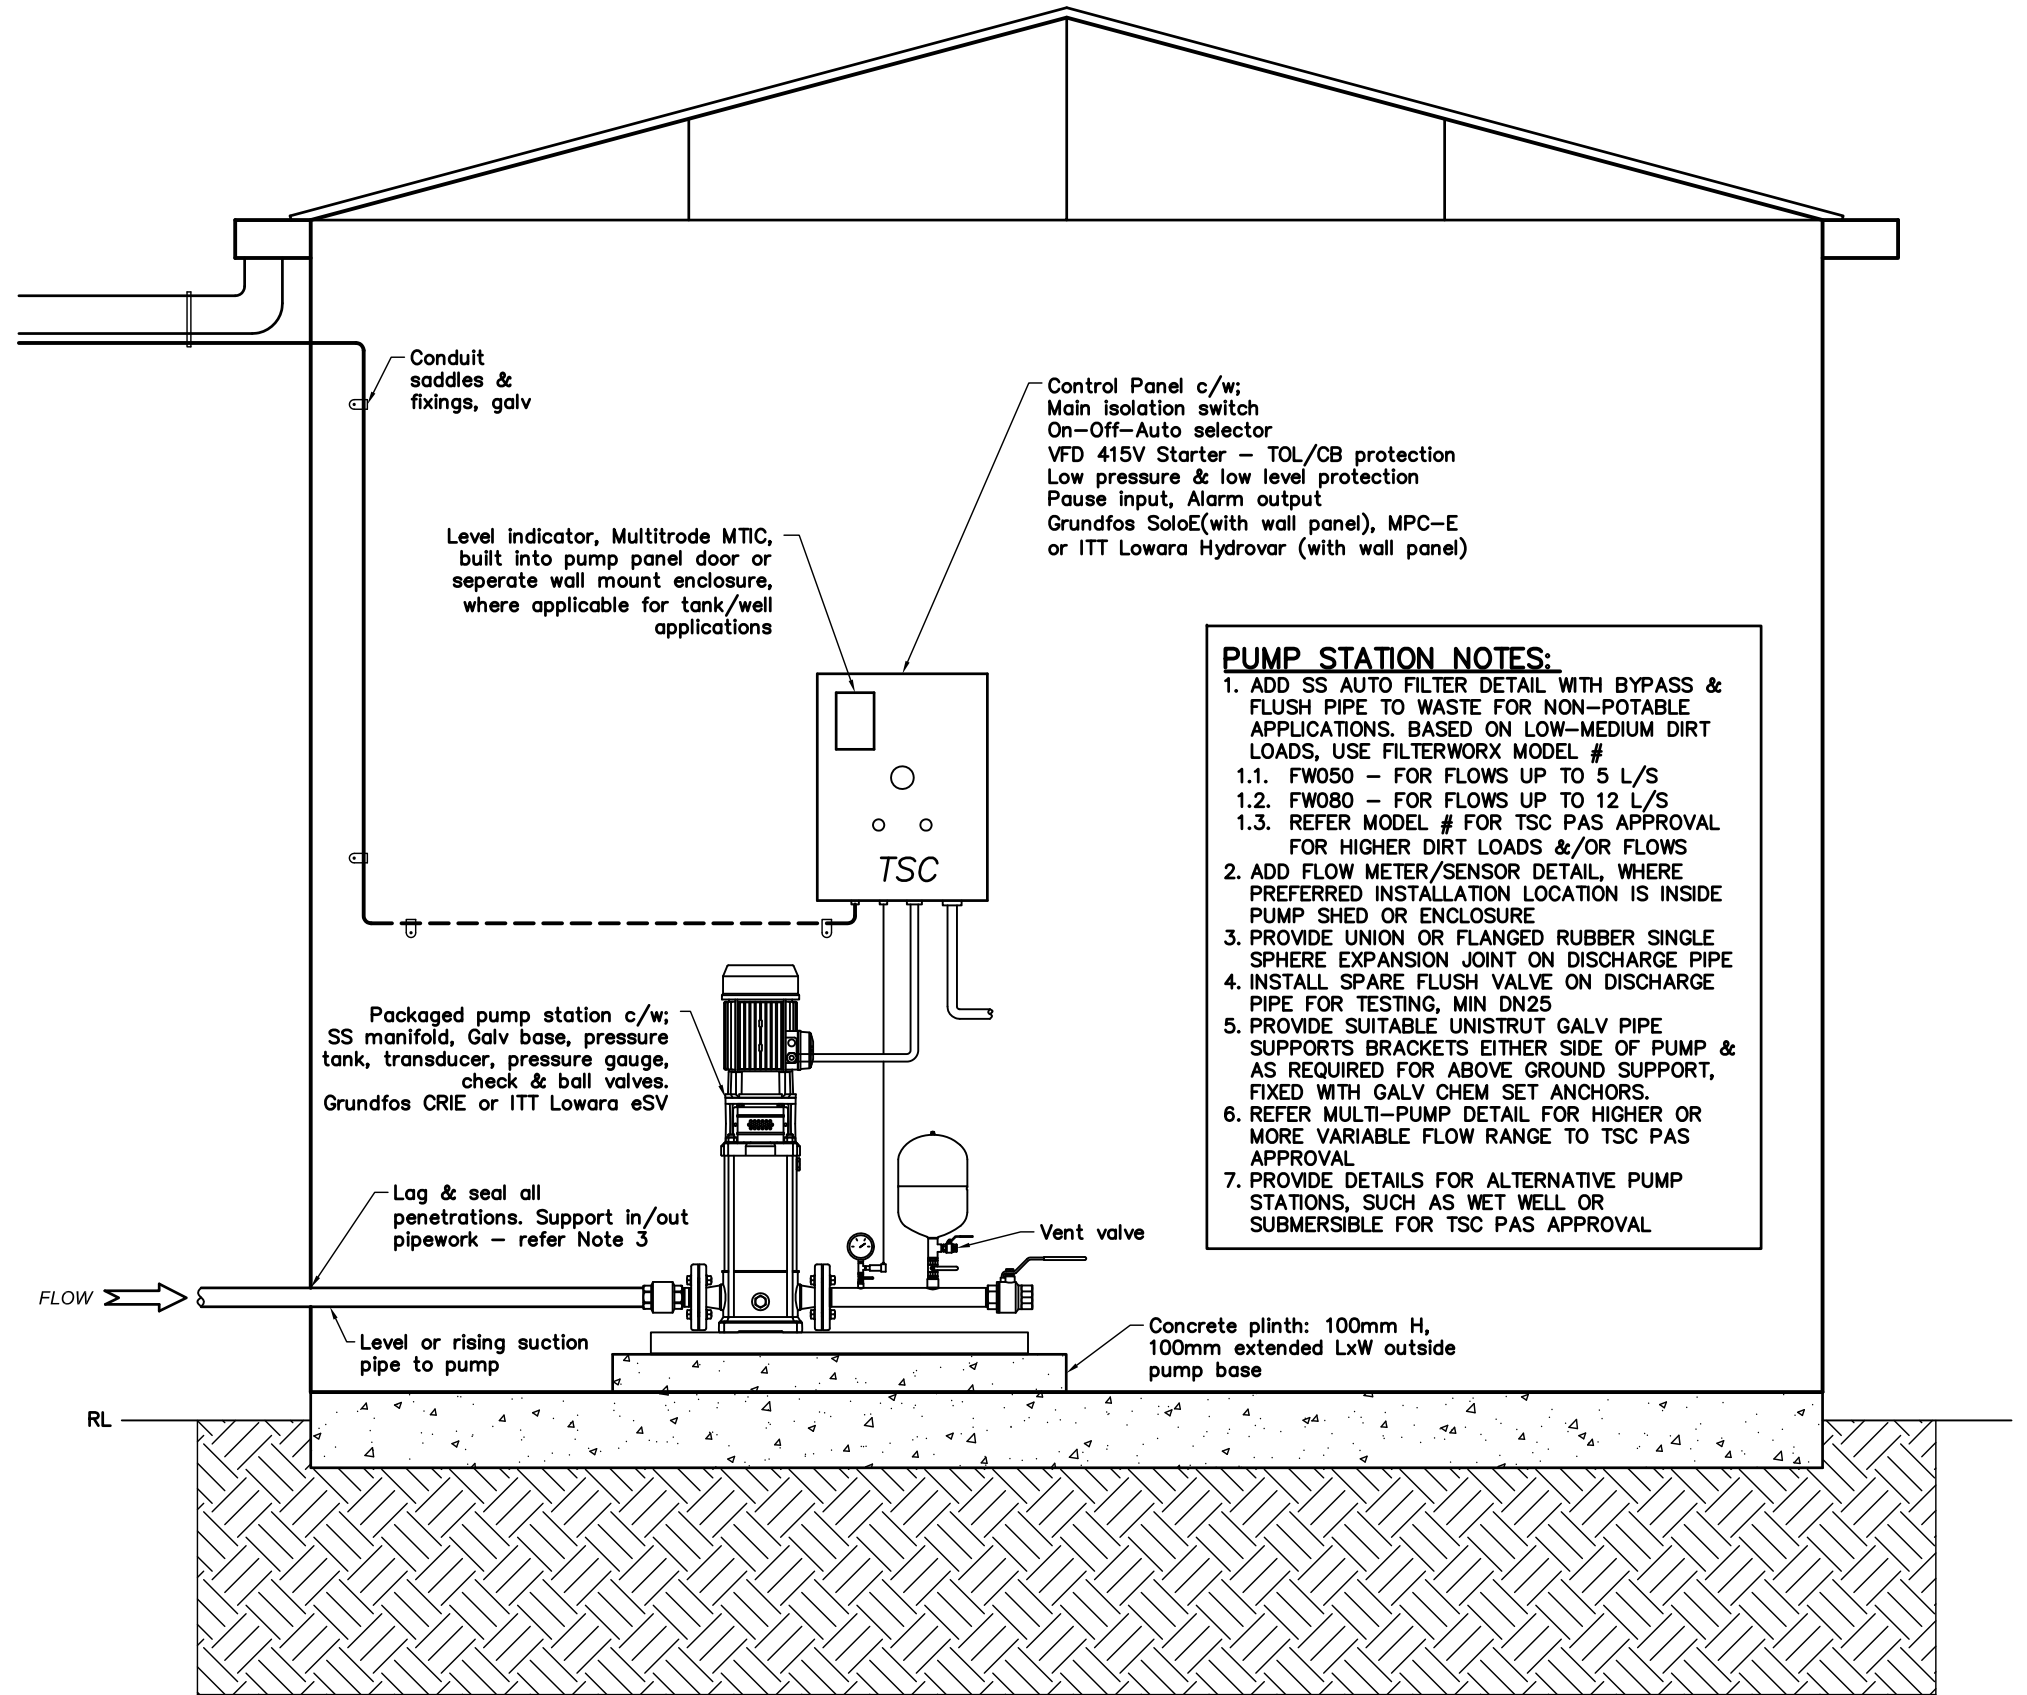 Conduit
saddles &
fixings, galv
Control Panel c/w;
Main isolation switch
On-Off-Auto selector
VFD 415V Starter - TOL/CB protection
Low pressure & low level protection
Pause input, Alarm output
Grundfos SoloE(with wall panel), MPC-E
or ITT Lowara Hydrovar (with wall panel)
Level indicator, Multitrode MTIC,
built into pump panel door or
seperate wall mount enclosure,
where applicable for tank/well
applications
TSC
PUMP STATION NOTES:
1. ADD SS AUTO FILTER DETAIL WITH BYPASS &
FLUSH PIPE TO WASTE FOR NON-POTABLE
APPLICATIONS. BASED ON LOW-MEDIUM DIRT
LOADS, USE FILTERWORX MODEL #
1.1. FW050 - FOR FLOWS UP TO 5 L/S
1.2. FW080 - FOR FLOWS UP TO 12 L/S
1.3. REFER MODEL # FOR TSC PAS APPROVAL
FOR HIGHER DIRT LOADS &/OR FLOWS
2. ADD FLOW METER/SENSOR DETAIL, WHERE
PREFERRED INSTALLATION LOCATION IS INSIDE
PUMP SHED OR ENCLOSURE
3. PROVIDE UNION OR FLANGED RUBBER SINGLE
SPHERE EXPANSION JOINT ON DISCHARGE PIPE
4. INSTALL SPARE FLUSH VALVE ON DISCHARGE
PIPE FOR TESTING, MIN DN25
5. PROVIDE SUITABLE UNISTRUT GALV PIPE
SUPPORTS BRACKETS EITHER SIDE OF PUMP &
AS REQUIRED FOR ABOVE GROUND SUPPORT,
FIXED WITH GALV CHEM SET ANCHORS.
6. REFER MULTI-PUMP DETAIL FOR HIGHER OR
MORE VARIABLE FLOW RANGE TO TSC PAS
APPROVAL
7. PROVIDE DETAILS FOR ALTERNATIVE PUMP
STATIONS, SUCH AS WET WELL OR
SUBMERSIBLE FOR TSC PAS APPROVAL
Packaged pump station c/w;
SS manifold, Galv base, pressure
tank, transducer, pressure gauge,
check & ball valves.
Grundfos CRIE or ITT Lowara eSV
Lag & seal all
penetrations. Support in/out
pipework - refer Note 3
Vent valve
FLOW
Level or rising suction
pipe to pump
Concrete plinth: 100mm H,
100mm extended LxW outside
pump base
RL